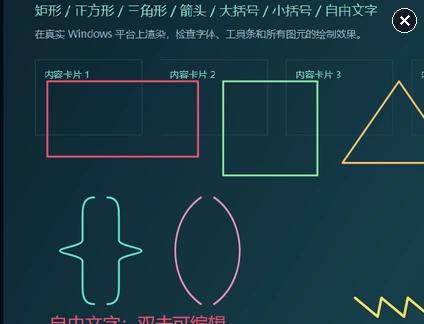 矩形 / 正方形 / 三角形 / 箭头 / 大括号 / 小括号 / 自由文字
在真实 Windows 平台上渲染，检查字体、工具条和所有图元的绘制效果。
内容卡片 1
内容卡片 2
内容卡片 3
自由文字：双击可编辑